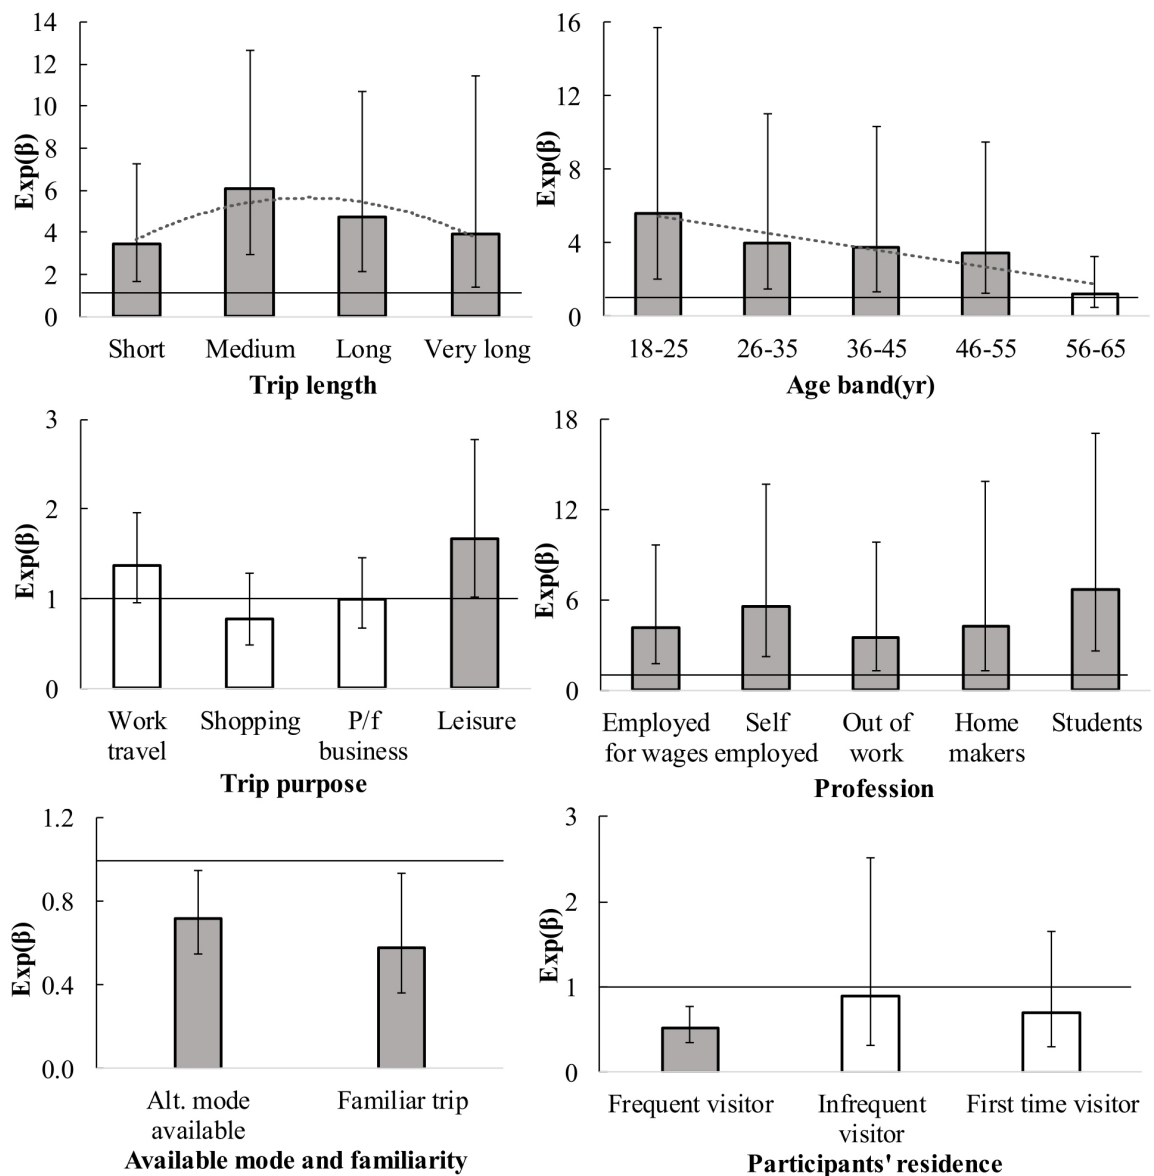 14
12
10
8
6
4
2
0
Exp(β)
Short Medium Long Very long
Trip length
16
12
8
4
0
Exp(β)
18-25 26-35 36-45 46-55 56-65
Age band(yr)
3
2
1
0
Exp(β)
Work Shopping P/f Leisure
travel business
Trip purpose
18
12
6
0
Exp(β)
Employed Self Out of Home Students
for wages employed work makers
Profession
1.2
0.8
0.4
0.0
Exp(β)
Alt. mode Familiar trip
available
Available mode and familiarity
3
2
1
0
Exp(β)
Frequent visitor Infrequent First time visitor
visitor
Participants' residence